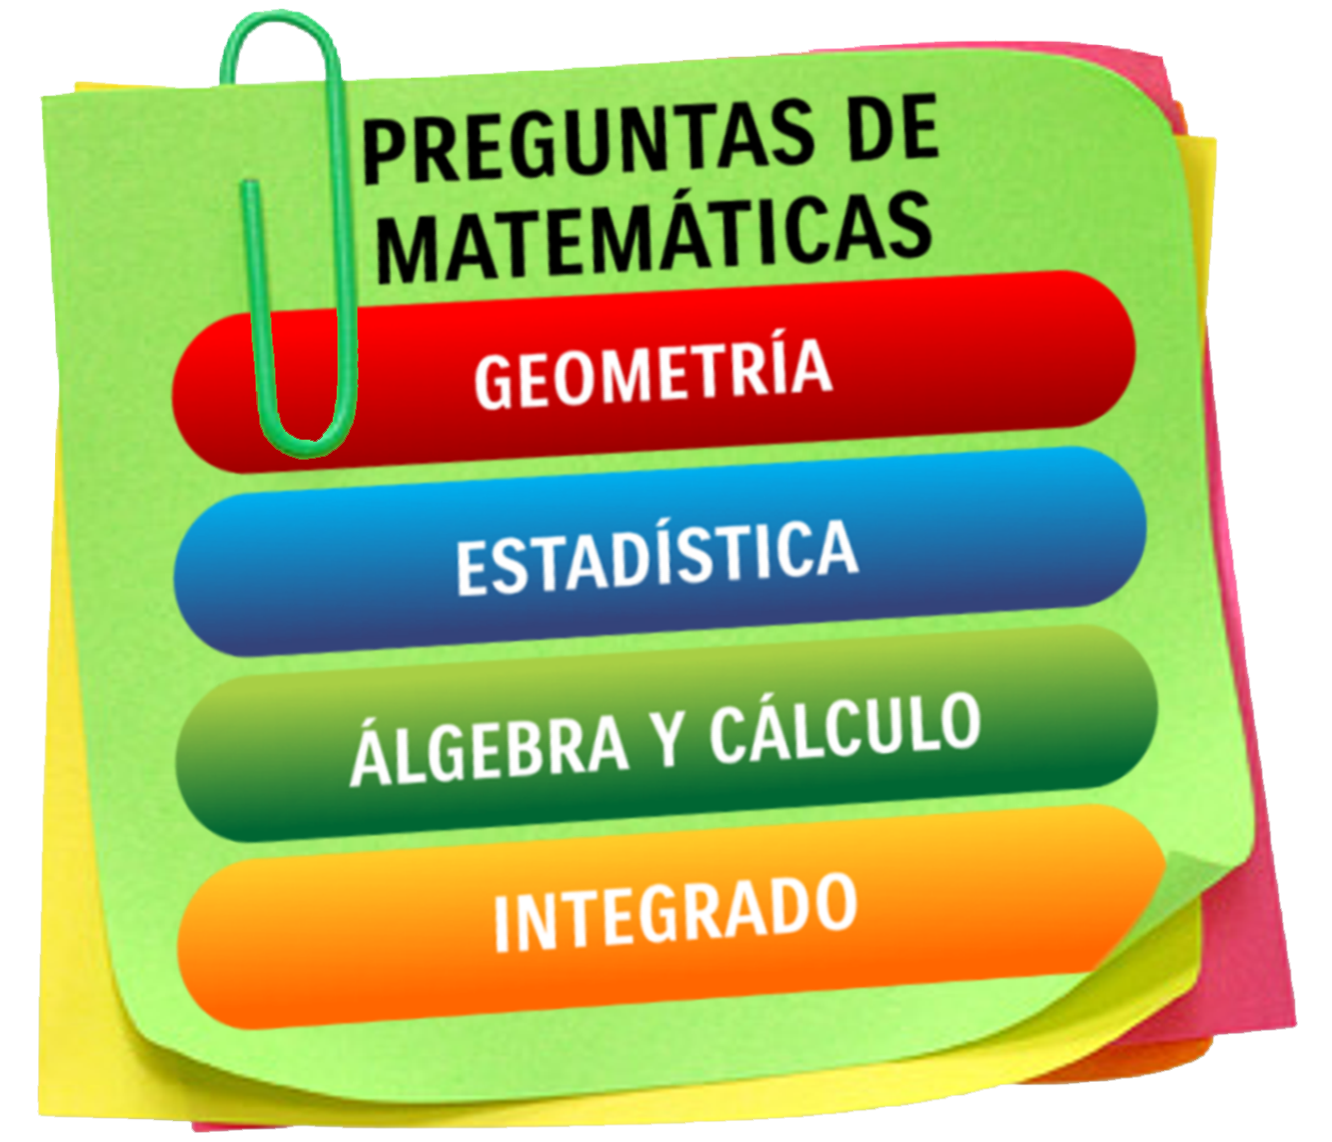 PREGUNTAS DE
MATEMÁTICAS
GEOMETRÍA
ESTADÍSTICA
ÁLGEBRA Y CÁLCULO
INTEGRADO